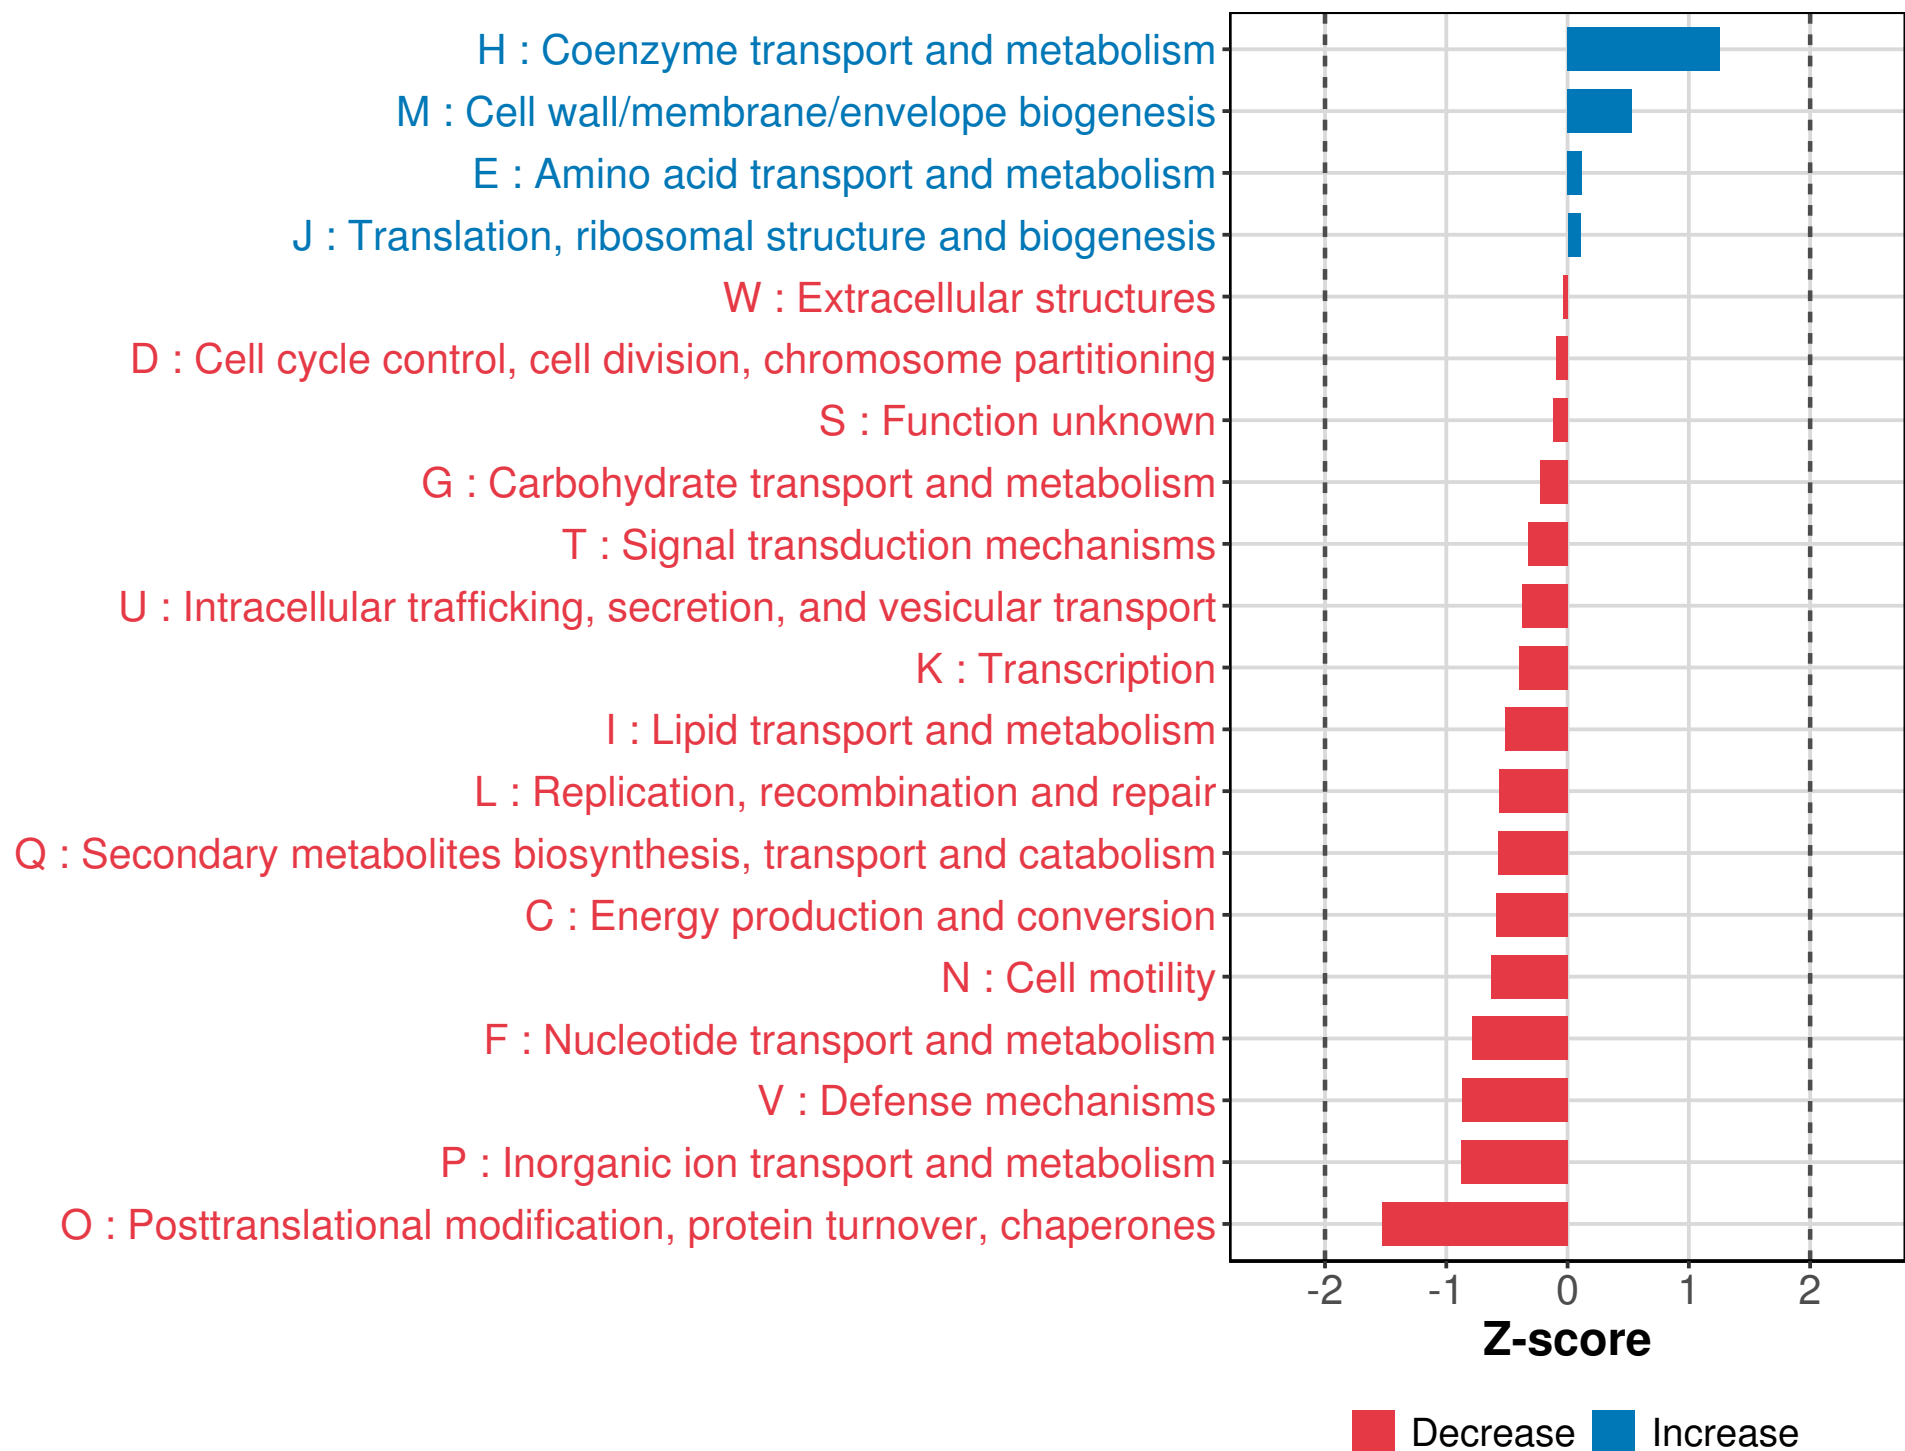 H : Coenzyme transport and metabolism
M : Cell wall/membrane/envelope biogenesis
E : Amino acid transport and metabolism
J : Translation, ribosomal structure and biogenesis
W : Extracellular structures
D : Cell cycle control, cell division, chromosome partitioning
S : Function unknown
G : Carbohydrate transport and metabolism
T : Signal transduction mechanisms
U : Intracellular trafficking, secretion, and vesicular transport
K : Transcription
I : Lipid transport and metabolism
L : Replication, recombination and repair
Q : Secondary metabolites biosynthesis, transport and catabolism
C : Energy production and conversion
N : Cell motility
F : Nucleotide transport and metabolism
V : Defense mechanisms
P : Inorganic ion transport and metabolism
O : Posttranslational modification, protein turnover, chaperones
-2 -1 0 1 2
Z-score
Decrease Increase